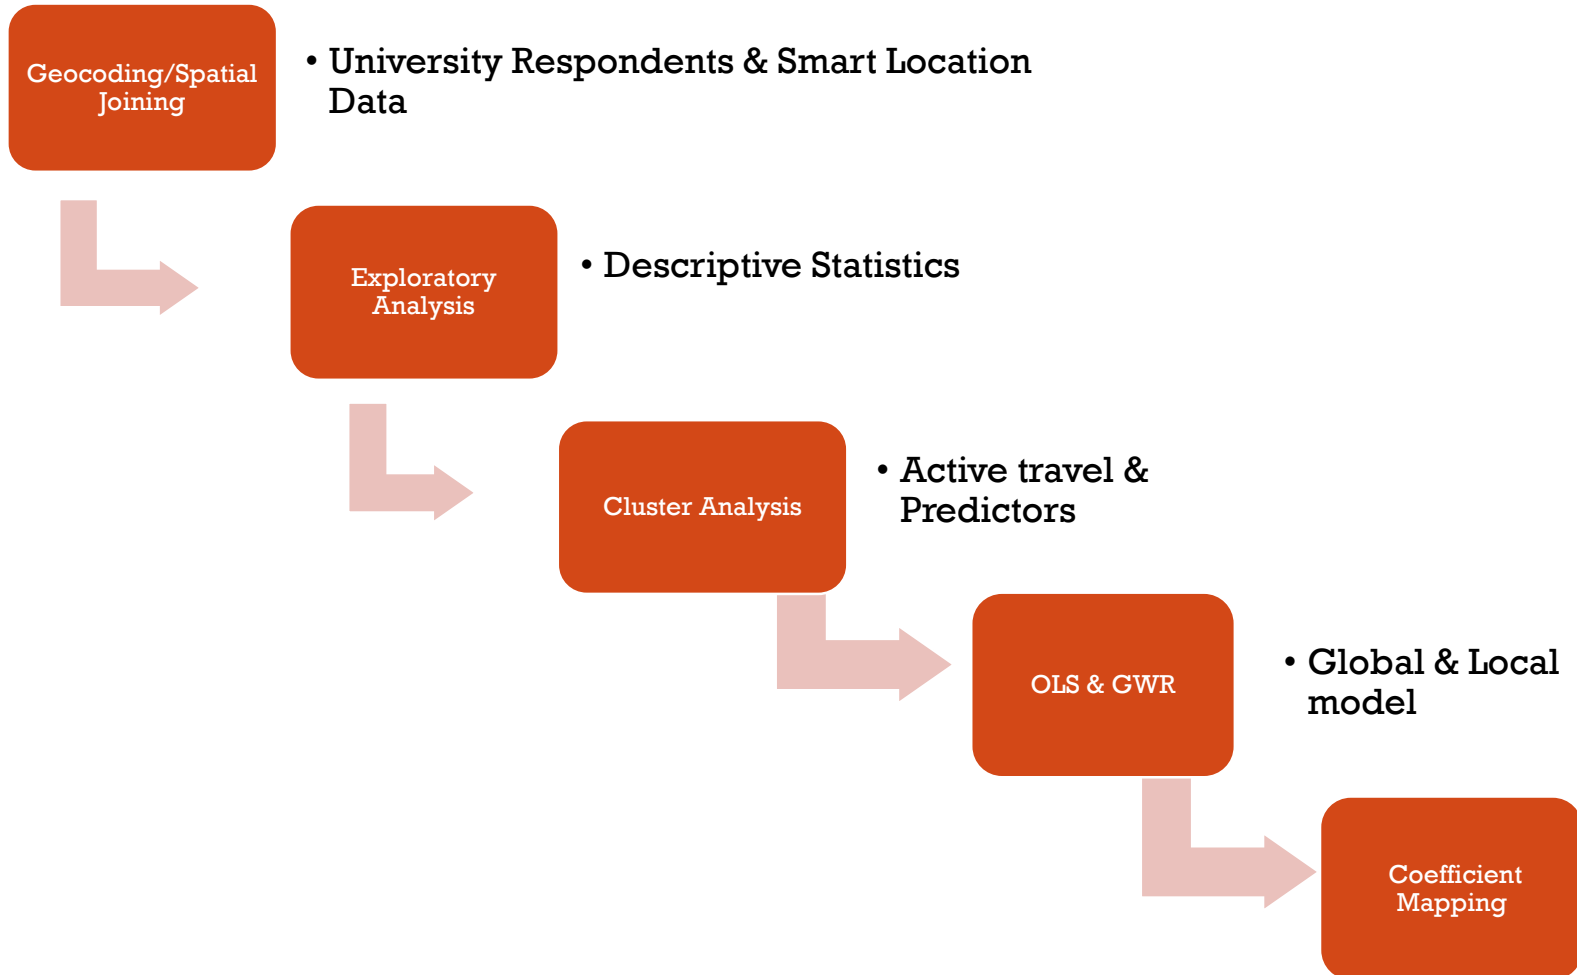 Geocoding/Spatial
Joining
• University Respondents & Smart Location
Data
Exploratory
Analysis
• Descriptive Statistics
Cluster Analysis
• Active travel &
Predictors
OLS & GWR
• Global & Local
model
Coefficient
Mapping